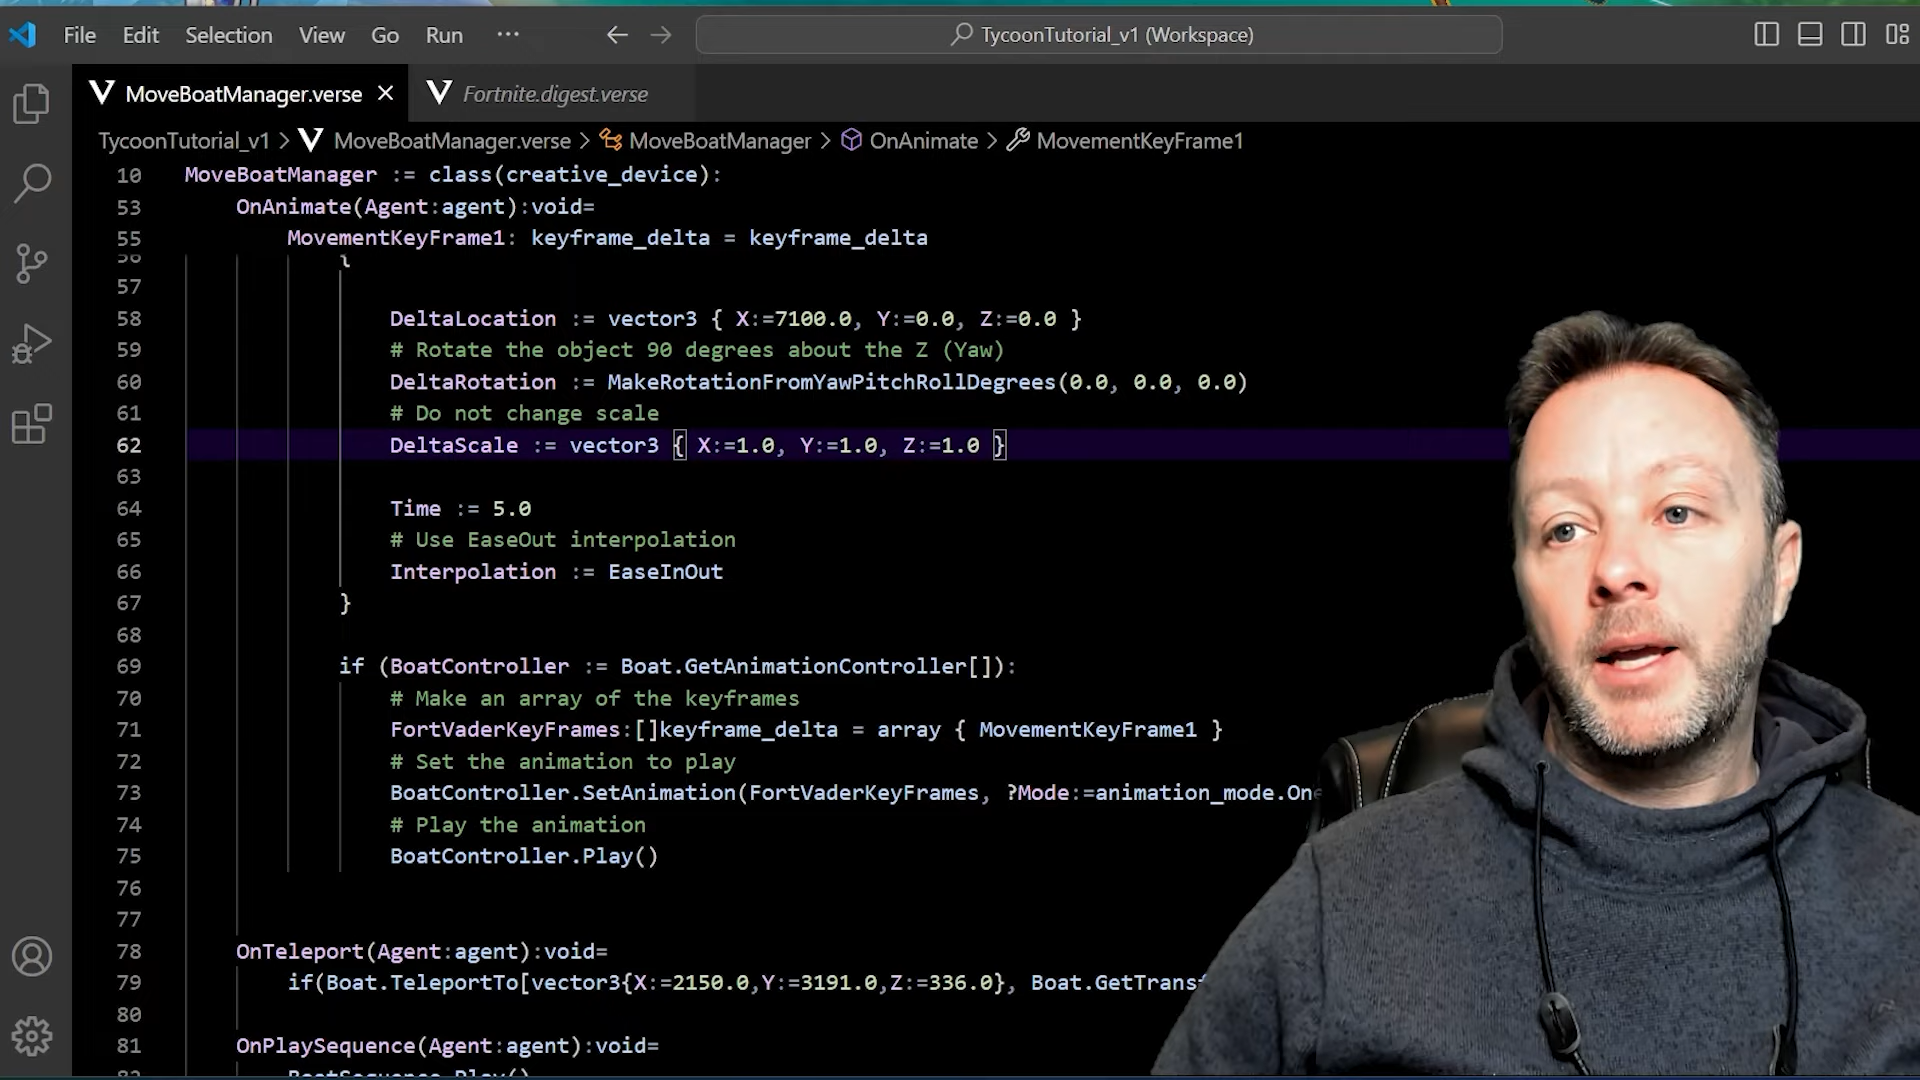 File Edit Selection View Go Run ··· TycoonTutorial_v1 (Workspace)
MoveBoatManager.verse Fortnite.digest.verse
TycoonTutorial_v1 > MoveBoatManager.verse > MoveBoatManager > OnAnimate > MovementKeyFrame1
10 MoveBoatManager := class(creative_device):
53 OnAnimate(Agent:agent):void=
55 MovementKeyFrame1: keyframe_delta = keyframe_delta
56 {
57
58 DeltaLocation := vector3 { X:=7100.0, Y:=0.0, Z:=0.0 }
59 # Rotate the object 90 degrees about the Z (Yaw)
60 DeltaRotation := MakeRotationFromYawPitchRollDegrees(0.0, 0.0, 0.0)
61 # Do not change scale
62 DeltaScale := vector3 { X:=1.0, Y:=1.0, Z:=1.0 }
63
64 Time := 5.0
65 # Use EaseOut interpolation
66 Interpolation := EaseInOut
67 }
68
69 if (BoatController := Boat.GetAnimationController[]):
70 # Make an array of the keyframes
71 FortVaderKeyFrames:[]keyframe_delta = array { MovementKeyFrame1 }
72 # Set the animation to play
73 BoatController.SetAnimation(FortVaderKeyFrames, ?Mode:=animation_mode.One
74 # Play the animation
75 BoatController.Play()
76
77
78 OnTeleport(Agent:agent):void=
79 if(Boat.TeleportTo[vector3{X:=2150.0,Y:=3191.0,Z:=336.0}, Boat.GetTrans
80
81 OnPlaySequence(Agent:agent):void=
82 BoatSequence.Play()